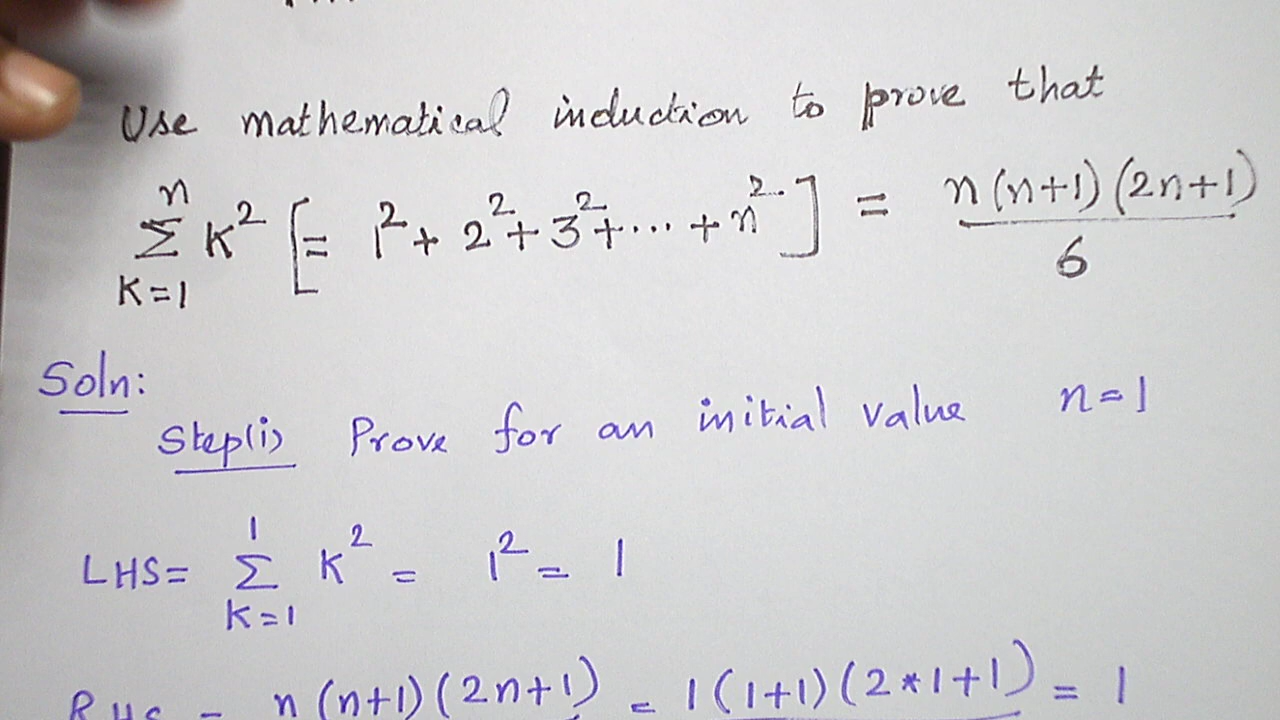 Use mathematical induction to prove that
n
Σ K² [= 1² + 2² + 3² + ... + n²] = n(n+1)(2n+1)
K=1 6
Soln:
Step(i) Prove for an initial value n=1
1
LHS = Σ K² = 1² = 1
K=1
RHS = n(n+1)(2n+1) = 1(1+1)(2*1+1) = 1